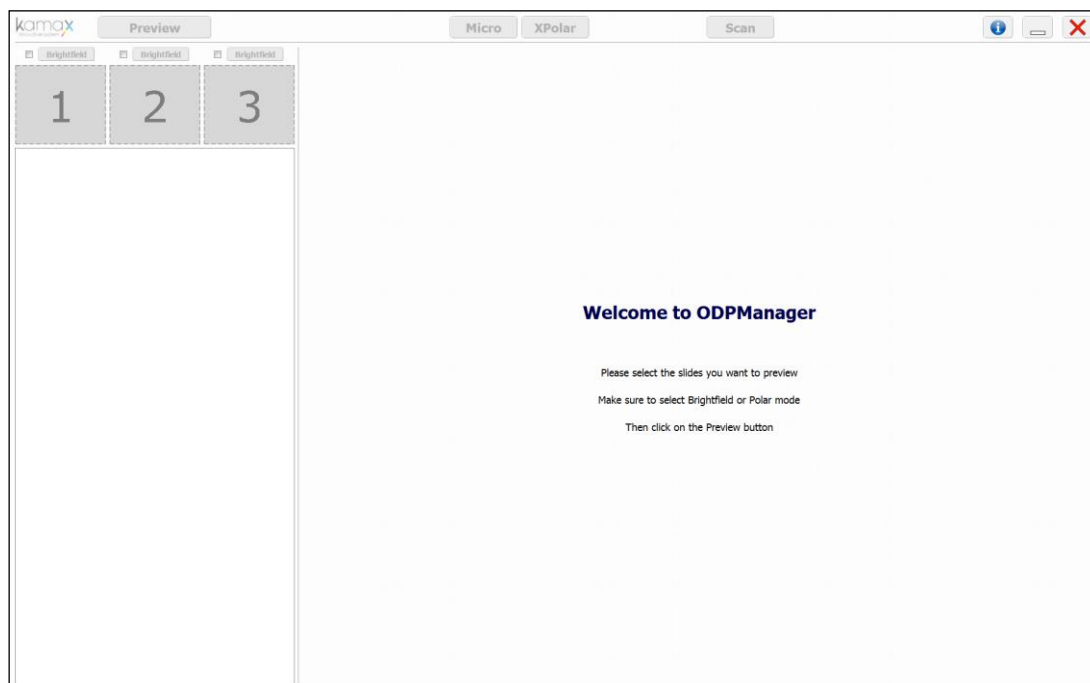 kamax Preview Micro XPolar Scan
Brightfield Brightfield Brightfield
1 2 3
Welcome to ODPManager
Please select the slides you want to preview
Make sure to select Brightfield or Polar mode
Then click on the Preview button